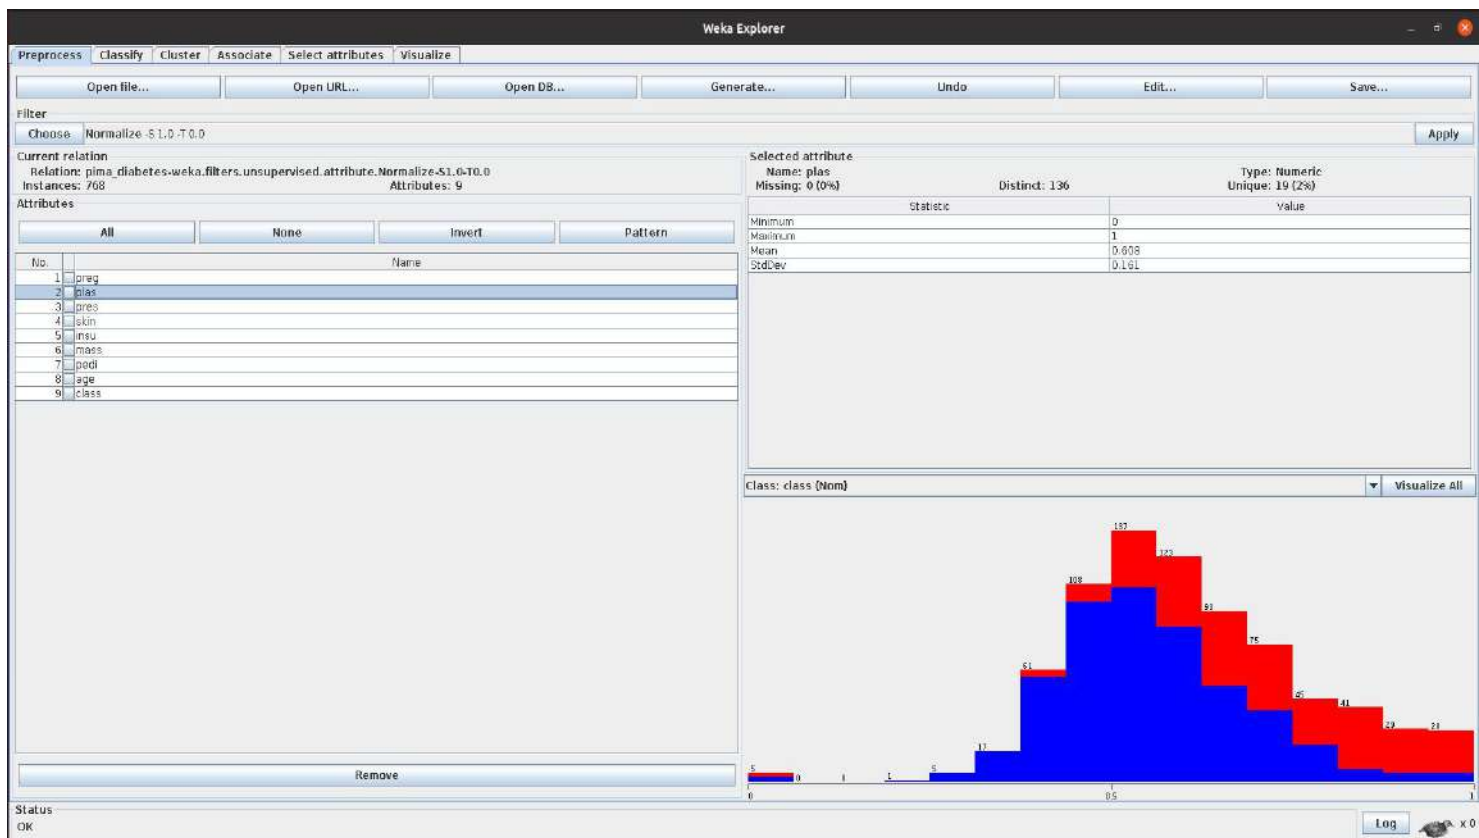 Weka Explorer
Preprocess Classify Cluster Associate Select attributes Visualize
Open file... Open URL... Open DB... Generate... Undo Edit... Save...
Filter
Choose Normalize -S 1.0 -T 0.0 Apply
Current relation
Relation: pima_diabetes-weka.filters.unsupervised.attribute.Normalize-S1.0-T0.0
Instances: 768 Attributes: 9
Attributes
All None Invert Pattern
No. Name
1 preg
2 plas
3 pres
4 skin
5 insu
6 mass
7 pedi
8 age
9 class
Remove
Selected attribute
Name: plas Type: Numeric
Missing: 0 (0%) Distinct: 136 Unique: 19 (2%)
Statistic Value
Minimum 0
Maximum 1
Mean 0.608
StdDev 0.161
Class: class (Nom) Visualize All
137
123
108
93
75
61
45
41
29 28
17
5 0 1 5
0 0.5 1
Status
OK
Log x 0